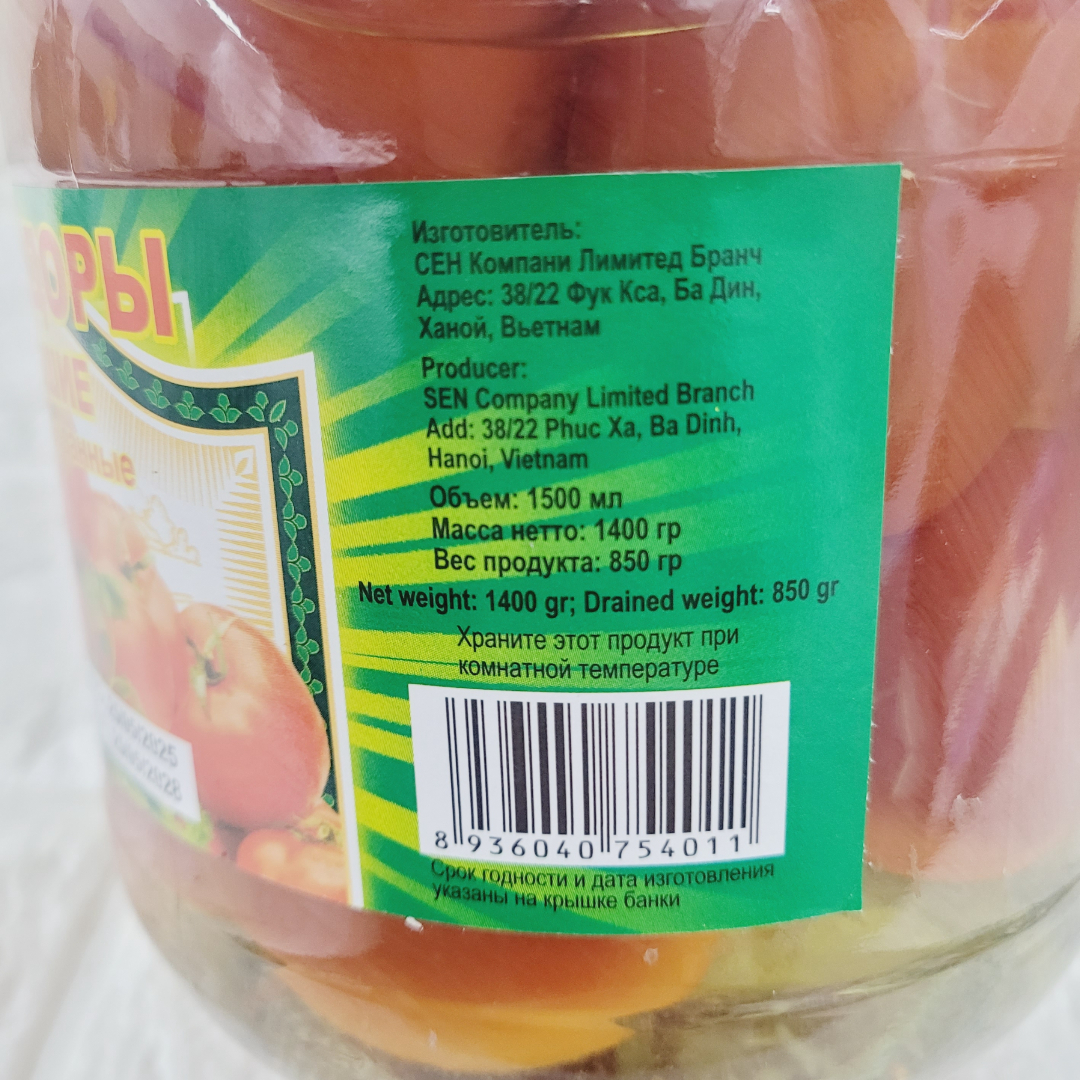 Изготовитель:
СЕН Компани Лимитед Бранч
Адрес: 38/22 Фук Кса, Ба Дин,
Ханой, Вьетнам
Producer:
SEN Company Limited Branch
Add: 38/22 Phuc Xa, Ba Dinh,
Hanoi, Vietnam
Объем: 1500 мл
Масса нетто: 1400 гр
Вес продукта: 850 гр
Net weight: 1400 gr; Drained weight: 850 gr
Храните этот продукт при
комнатной температуре
8 936040 754011
Срок годности и дата изготовления
указаны на крышке банки